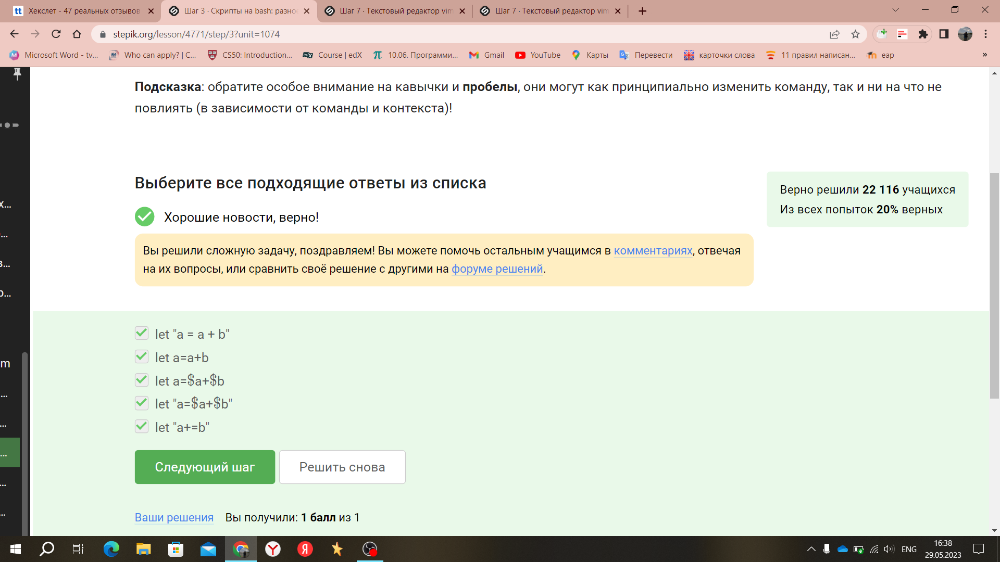 Хекслет - 47 реальных отзывов
Шаг 3 · Скрипты на bash: разно
Шаг 7 · Текстовый редактор vim
Шаг 7 · Текстовый редактор vim
stepik.org/lesson/4771/step/3?unit=1074
Microsoft Word - tv...
Who can apply? | C...
CS50: Introduction...
Course | edX
10.06. Программи...
Gmail
YouTube
Карты
Перевести
карточки слова
11 правил написан...
eap
»
Подсказка: обратите особое внимание на кавычки и пробелы, они могут как принципиально изменить команду, так и ни на что не
повлиять (в зависимости от команды и контекста)!
Выберите все подходящие ответы из списка
Верно решили 22 116 учащихся
Из всех попыток 20% верных
Хорошие новости, верно!
Вы решили сложную задачу, поздравляем! Вы можете помочь остальным учащимся в комментариях, отвечая
на их вопросы, или сравнить своё решение с другими на форуме решений.
let "a = a + b"
let a=a+b
let a=$a+$b
let "a=$a+$b"
let "a+=b"
Следующий шаг
Решить снова
Ваши решения
Вы получили: 1 балл из 1
ENG
16:38
29.05.2023